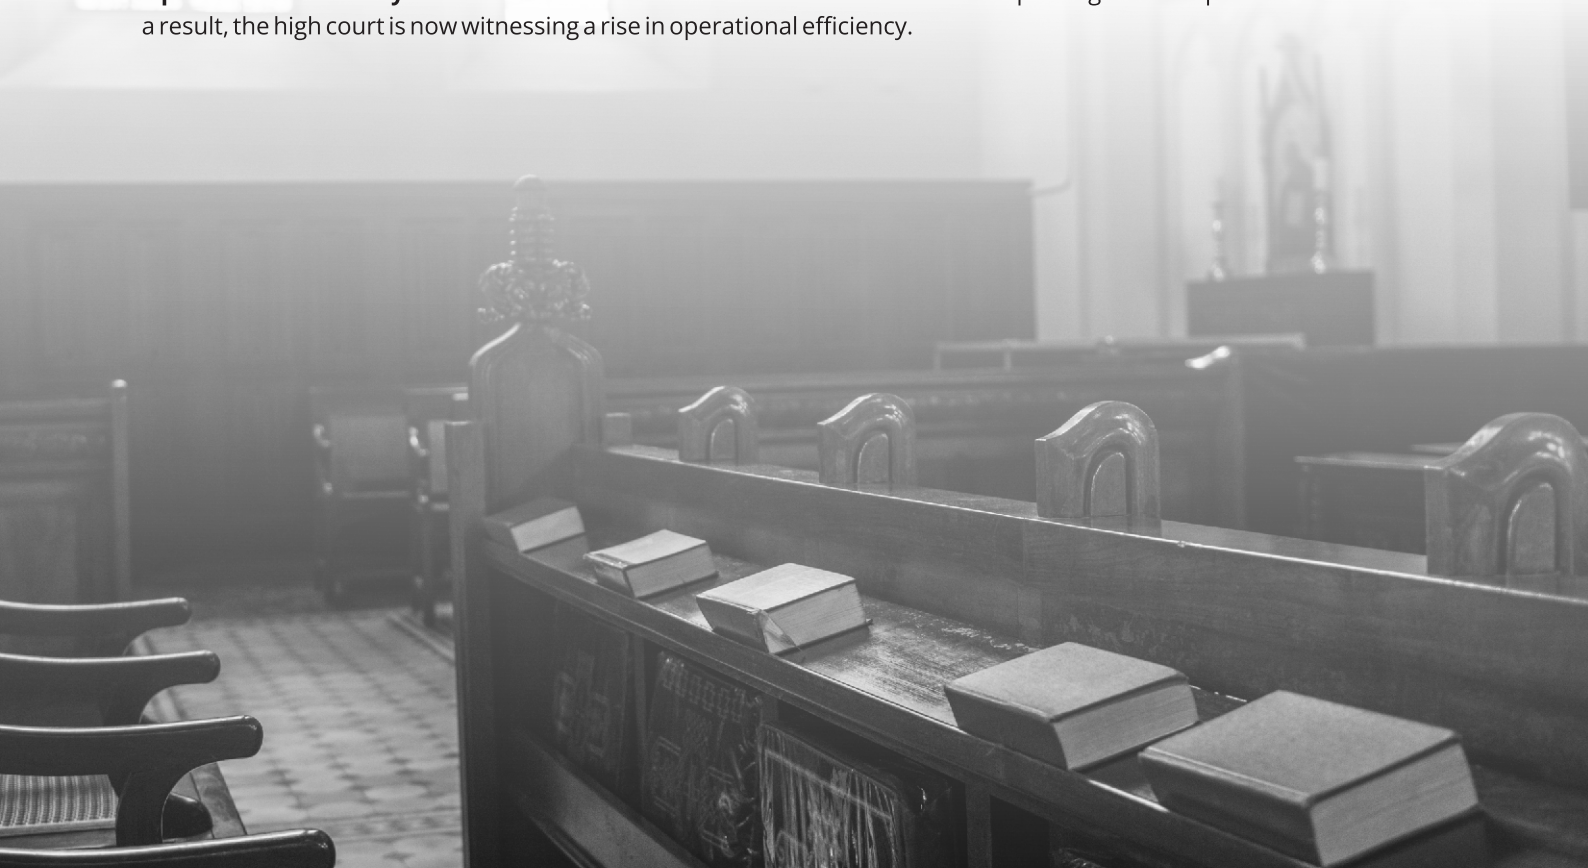 a result, the high court is now witnessing a rise in operational efficiency.